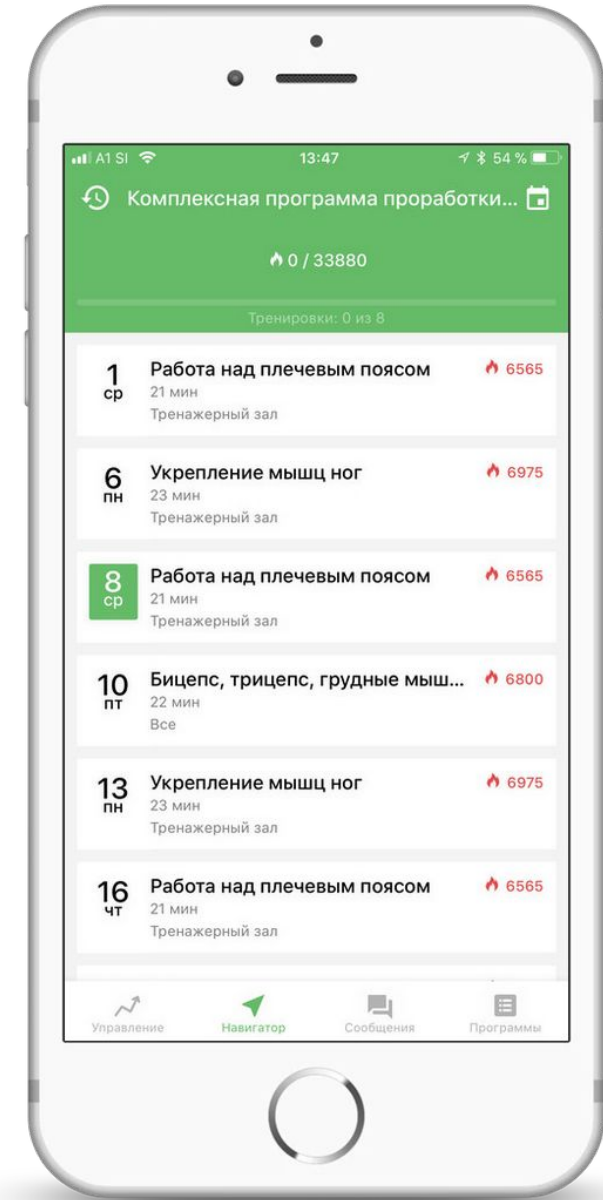 A1 SI 13:47 54 %
Комплексная программа проработки...
0 / 33880
Тренировки: 0 из 8
1 Работа над плечевым поясом 6565
ср 21 мин
Тренажерный зал
6 Укрепление мышц ног 6975
пн 23 мин
Тренажерный зал
8 Работа над плечевым поясом 6565
ср 21 мин
Тренажерный зал
10 Бицепс, трицепс, грудные мыш... 6800
пт 22 мин
Все
13 Укрепление мышц ног 6975
пн 23 мин
Тренажерный зал
16 Работа над плечевым поясом 6565
чт 21 мин
Тренажерный зал
Управление Навигатор Сообщения Программы